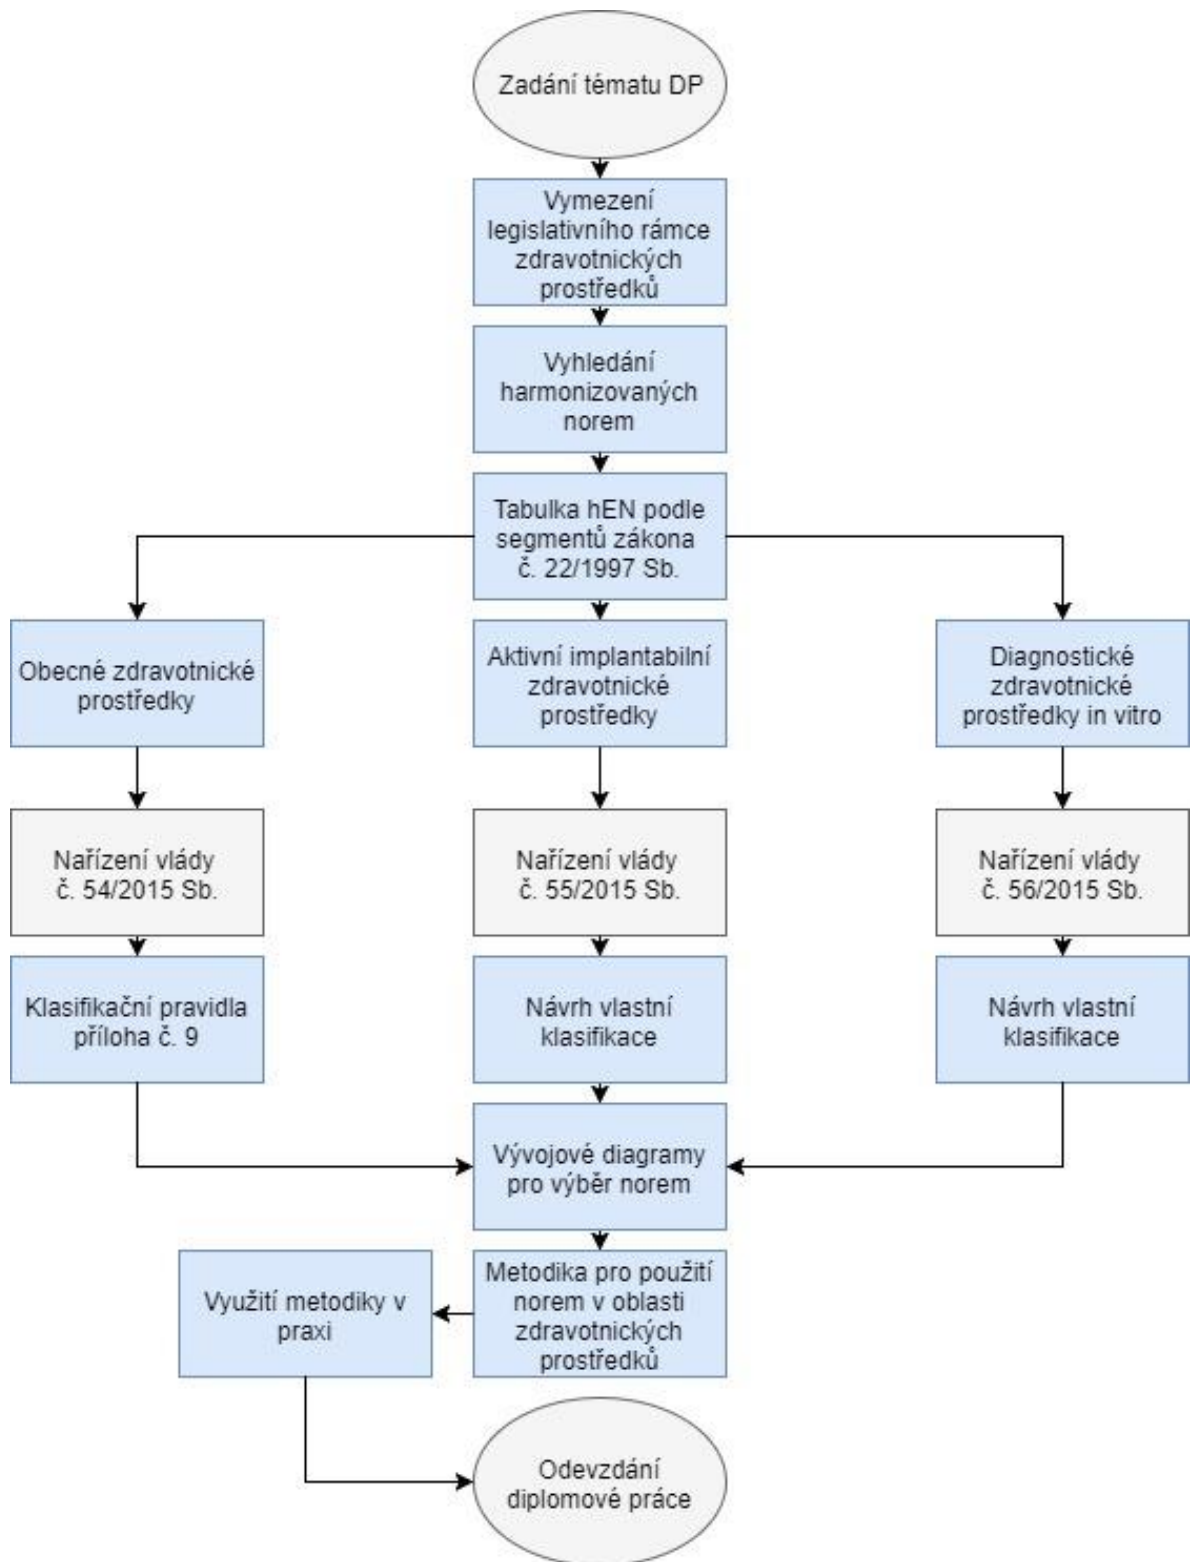 Zadání tématu DP
Vymezení
legislativního rámce
zdravotnických
prostředků
Vyhledání
harmonizovaných
norem
Tabulka hEN podle
segmentů zákona
č. 22/1997 Sb.
Obecné zdravotnické
prostředky
Aktivní implantabilní
zdravotnické
prostředky
Diagnostické
zdravotnické
prostředky in vitro
Nařízení vlády
č. 54/2015 Sb.
Nařízení vlády
č. 55/2015 Sb.
Nařízení vlády
č. 56/2015 Sb.
Klasifikační pravidla
příloha č. 9
Návrh vlastní
klasifikace
Návrh vlastní
klasifikace
Vývojové diagramy
pro výběr norem
Metodika pro použití
norem v oblasti
zdravotnických
prostředků
Využití metodiky v
praxi
Odevzdání
diplomové práce